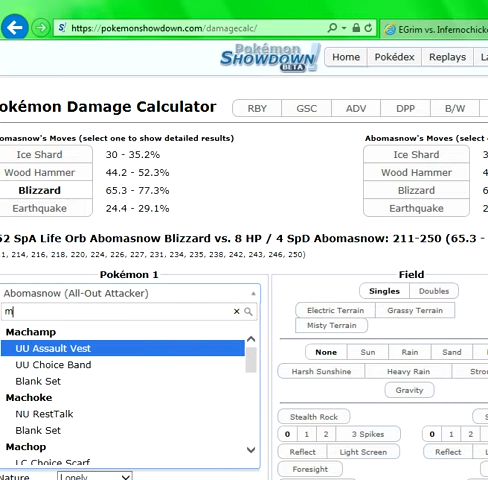 https://pokemonshowdown.com/damagecalc/
EGrim vs. Infernochicke
Pokémon
SHOWDOWN!
BETA
Home
Pokédex
Replays
okémon Damage Calculator
RBY
GSC
ADV
DPP
B/W
bomasnow's Moves (select one to show detailed results)
Abomasnow's Moves (select
Ice Shard 30 - 35.2%
Wood Hammer 44.2 - 52.3%
Blizzard 65.3 - 77.3%
Earthquake 24.4 - 29.1%
Ice Shard
Wood Hammer 4
Blizzard 6
Earthquake 2
52 SpA Life Orb Abomasnow Blizzard vs. 8 HP / 4 SpD Abomasnow: 211-250 (65.3 -
1, 214, 216, 218, 220, 224, 226, 227, 231, 234, 235, 238, 242, 243, 246, 250)
Pokémon 1
Abomasnow (All-Out Attacker)
m
Machamp
UU Assault Vest
UU Choice Band
Blank Set
Machoke
NU RestTalk
Blank Set
Machop
LC Choice Scarf
Nature Lonely
Field
Singles
Doubles
Electric Terrain
Grassy Terrain
Misty Terrain
None
Sun
Rain
Sand
Harsh Sunshine
Heavy Rain
Gravity
Stealth Rock
0 1 2 3 Spikes
0 1 2
Reflect
Light Screen
Reflect
Foresight